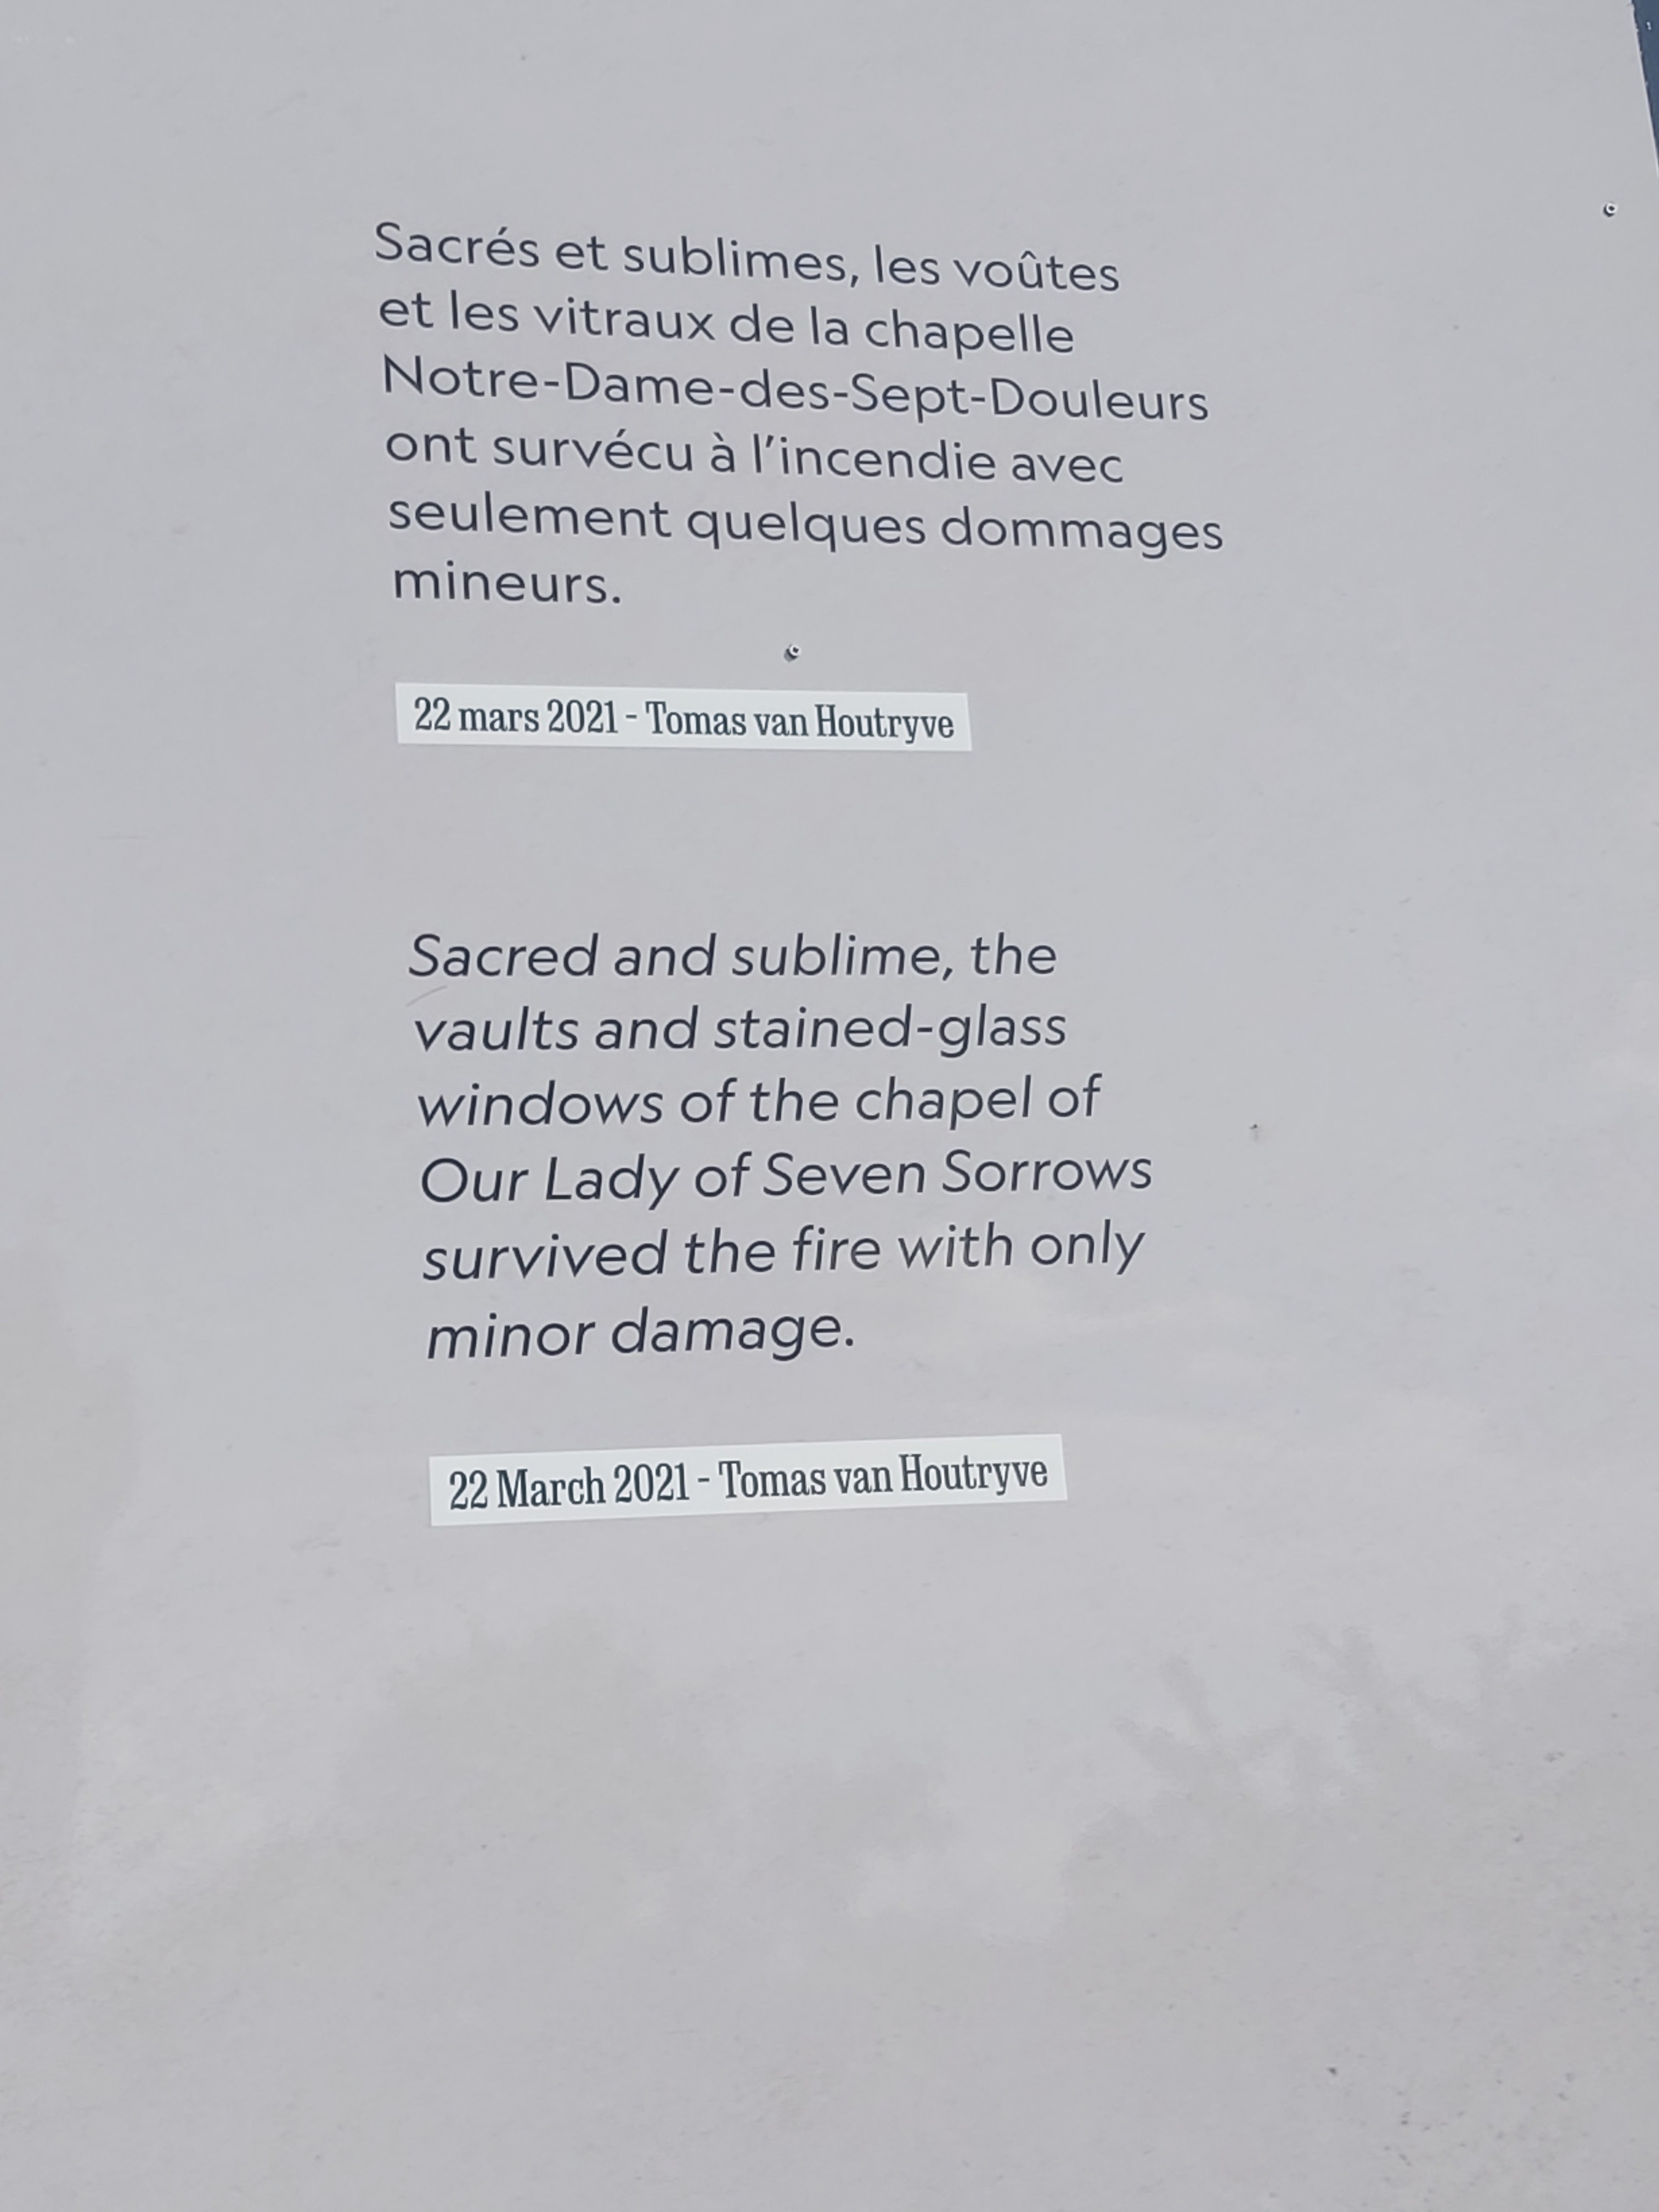 Sacrés et sublimes, les voûtes
et les vitraux de la chapelle
Notre-Dame-des-Sept-Douleurs
ont survécu à l'incendie avec
seulement quelques dommages
mineurs.
22 mars 2021 - Tomas van Houtryve
Sacred and sublime, the
vaults and stained-glass
windows of the chapel of
Our Lady of Seven Sorrows
survived the fire with only
minor damage.
22 March 2021 - Tomas van Houtryve